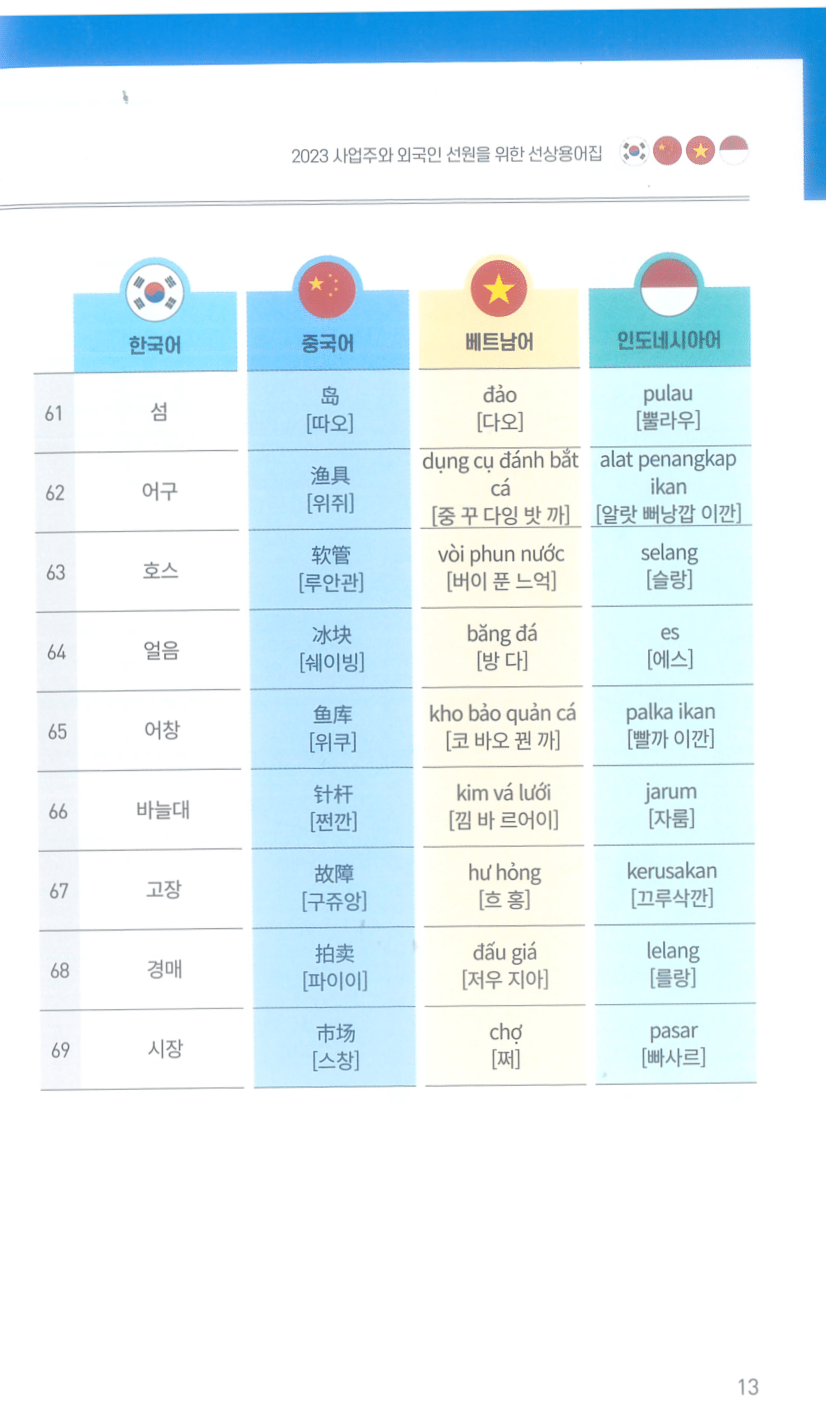 2023 사업주와 외국인 선원을 위한 선상용어집
한국어 중국어 베트남어 인도네시아어
61 섬 岛 [따오] đảo [다오] pulau [뿔라우]
62 어구 渔具 [위쥐] dụng cụ đánh bắt cá [중 꾸 다잉 밧 까] alat penangkap ikan [알랏 뻐낭깝 이깐]
63 호스 软管 [루안관] vòi phun nước [버이 푼 느억] selang [슬랑]
64 얼음 冰块 [쉐이빙] băng đá [방 다] es [에스]
65 어창 鱼库 [위쿠] kho bảo quản cá [코 바오 꿘 까] palka ikan [빨까 이깐]
66 바늘대 针杆 [쩐깐] kim vá lưới [낌 바 르어이] jarum [자룸]
67 고장 故障 [구쥬앙] hư hỏng [흐 홍] kerusakan [끄루삭깐]
68 경매 拍卖 [파이이] đấu giá [저우 지아] lelang [를랑]
69 시장 市场 [스창] chợ [쩌] pasar [빠사르]
13